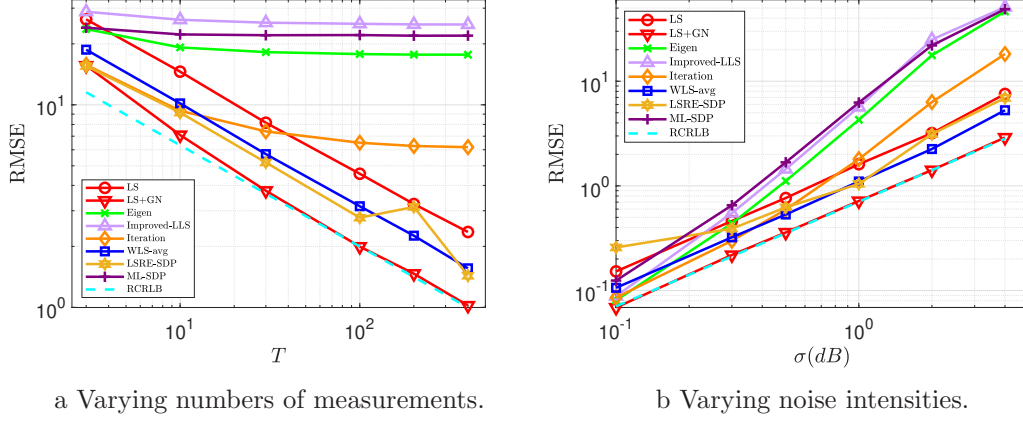 RMSE
10^1
10^0
LS
LS+GN
Eigen
Improved-LLS
Iteration
WLS-avg
LSRE-SDP
ML-SDP
RCRLB
10^1
10^2
T
a Varying numbers of measurements.
RMSE
10^1
10^0
10^-1
LS
LS+GN
Eigen
Improved-LLS
Iteration
WLS-avg
LSRE-SDP
ML-SDP
RCRLB
10^-1
10^0
σ(dB)
b Varying noise intensities.